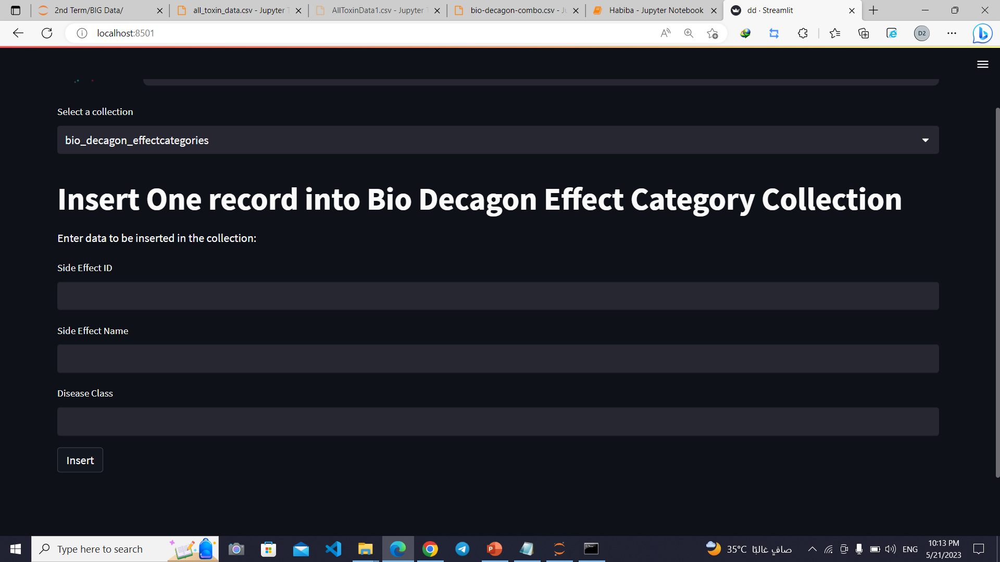 2nd Term/BIG Data/
all_toxin_data.csv - Jupyter
AllToxinData1.csv - Jupyter
bio-decagon-combo.csv -
Habiba - Jupyter Notebook
dd · Streamlit
localhost:8501
D2
Select a collection
bio_decagon_effectcategories
Insert One record into Bio Decagon Effect Category Collection
Enter data to be inserted in the collection:
Side Effect ID
Side Effect Name
Disease Class
Insert
Type here to search
35°C صافٍ غالبًا
ENG
10:13 PM
5/21/2023